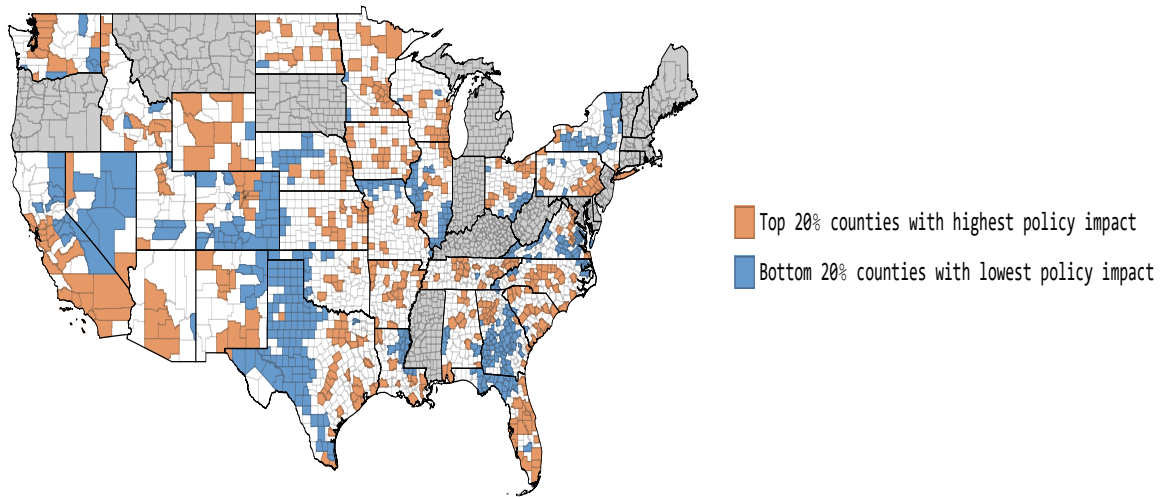 Top 20% counties with highest policy impact
Bottom 20% counties with lowest policy impact